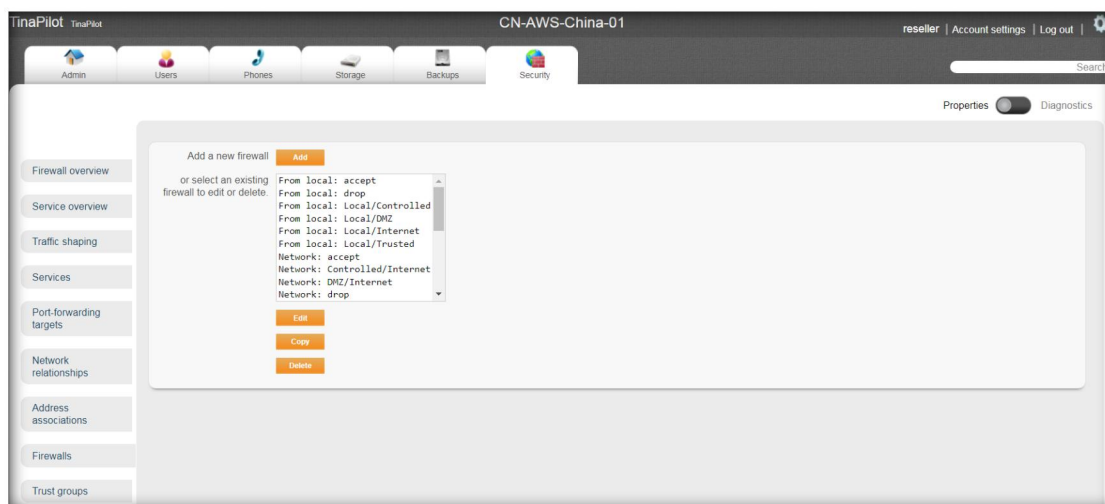 TinaPilot TinaPilot
CN-AWS-China-01
reseller | Account settings | Log out |
Admin
Users
Phones
Storage
Backups
Security
Search
Properties
Diagnostics
Firewall overview
Service overview
Traffic shaping
Services
Port-forwarding
targets
Network
relationships
Address
associations
Firewalls
Trust groups
Add a new firewall
Add
or select an existing
firewall to edit or delete.
From local: accept
From local: drop
From local: Local/Controlled
From local: Local/DMZ
From local: Local/Internet
From local: Local/Trusted
Network: accept
Network: Controlled/Internet
Network: DMZ/Internet
Network: drop
Edit
Copy
Delete